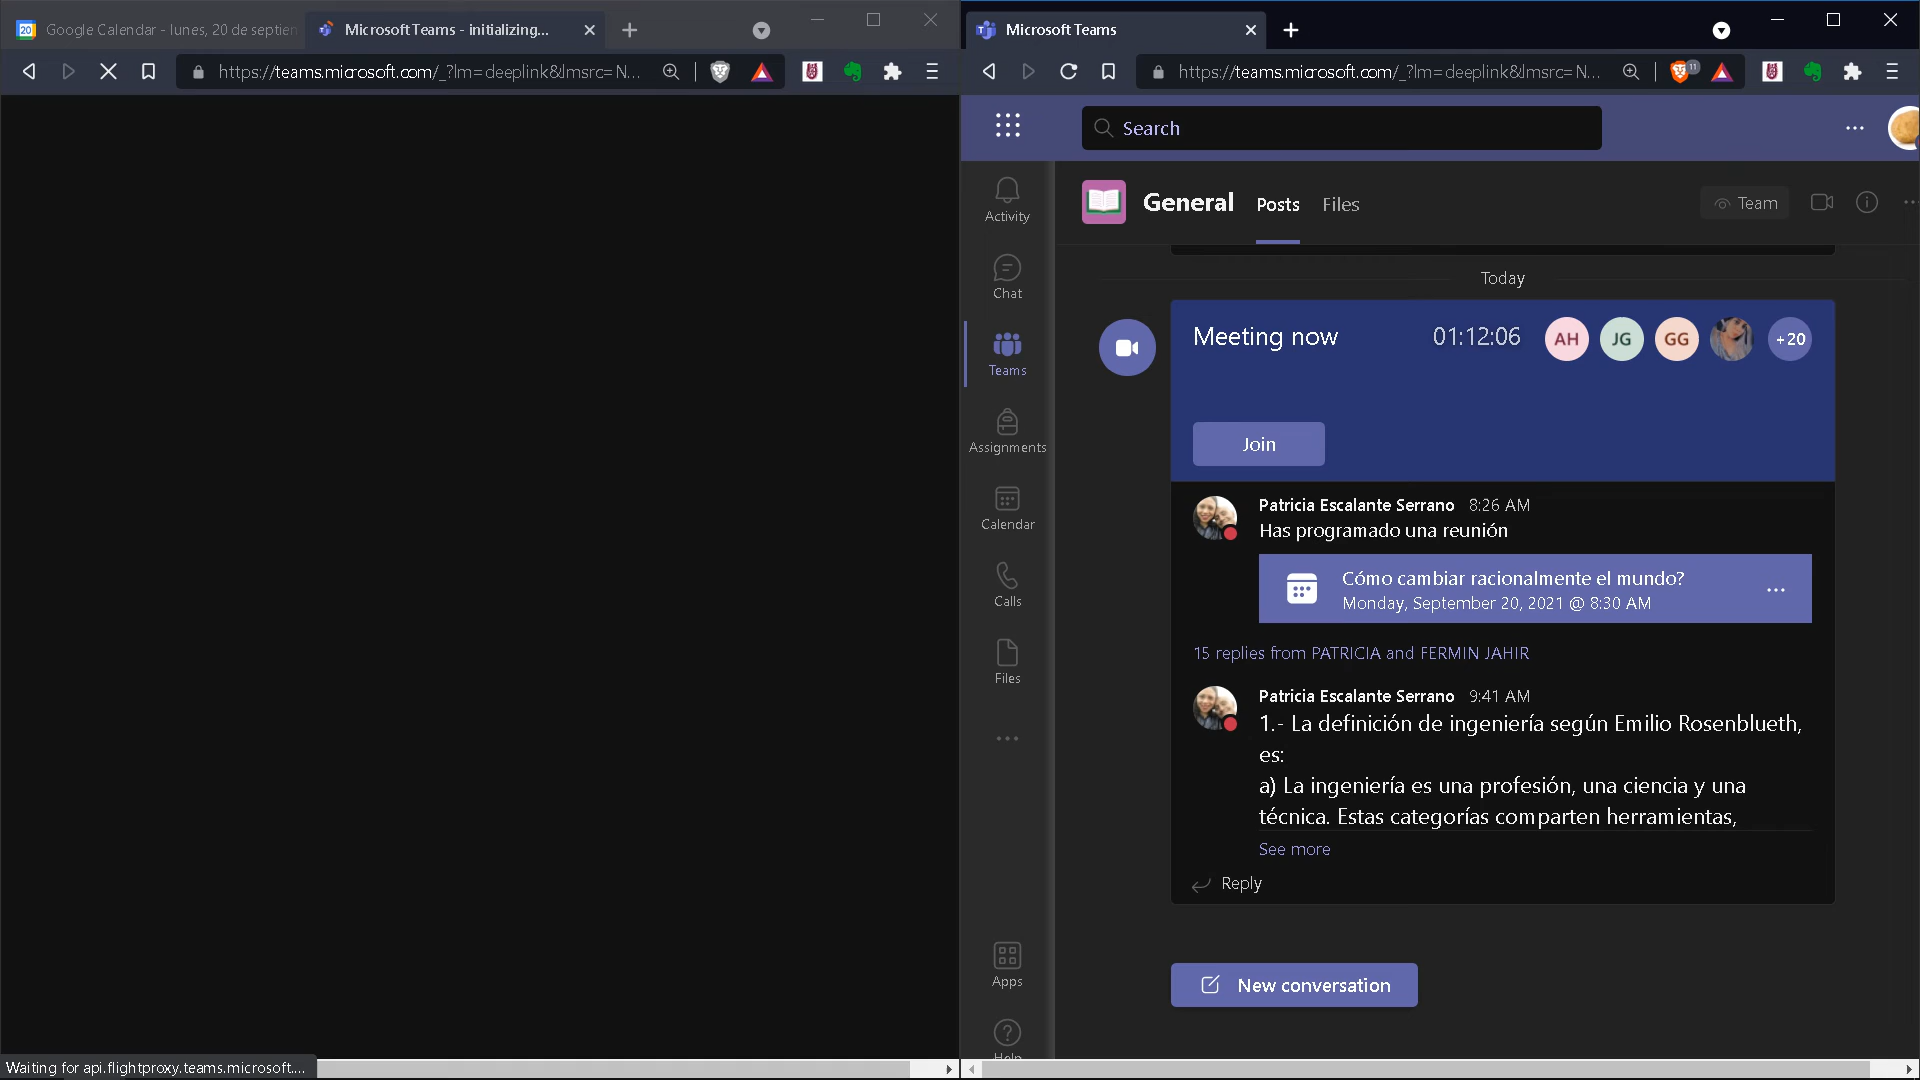 Google Calendar - lunes, 20 de septien
Microsoft Teams - initializing...
https://teams.microsoft.com/_?lm=deeplink&lmsrc=N...
Waiting for api.flightproxy.teams.microsoft....
Microsoft Teams
https://teams.microsoft.com/_?lm=deeplink&lmsrc=N...
11
Search
Activity
Chat
Teams
Assignments
Calendar
Calls
Files
Apps
Help
General Posts Files
Team
Today
Meeting now 01:12:06 AH JG GG +20
Join
Patricia Escalante Serrano 8:26 AM
Has programado una reunión
Cómo cambiar racionalmente el mundo?
Monday, September 20, 2021 @ 8:30 AM
15 replies from PATRICIA and FERMIN JAHIR
Patricia Escalante Serrano 9:41 AM
1.- La definición de ingeniería según Emilio Rosenblueth,
es:
a) La ingeniería es una profesión, una ciencia y una
técnica. Estas categorías comparten herramientas,
See more
Reply
New conversation